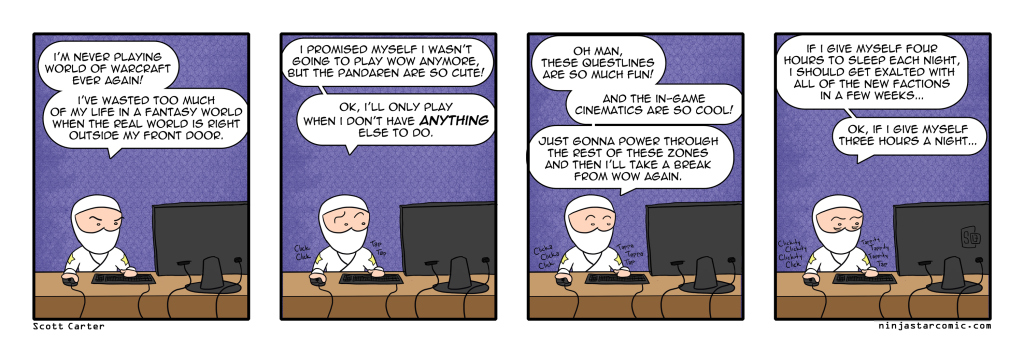 I'M NEVER PLAYING
WORLD OF WARCRAFT
EVER AGAIN!
I'VE WASTED TOO MUCH
OF MY LIFE IN A FANTASY WORLD
WHEN THE REAL WORLD IS RIGHT
OUTSIDE MY FRONT DOOR.
I PROMISED MYSELF I WASN'T
GOING TO PLAY WOW ANYMORE,
BUT THE PANDAREN ARE SO CUTE!
OK, I'LL ONLY PLAY
WHEN I DON'T HAVE ANYTHING
ELSE TO DO.
Click
Click
Tap
Tap
OH MAN,
THESE QUESTLINES
ARE SO MUCH FUN!
AND THE IN-GAME
CINEMATICS ARE SO COOL!
JUST GONNA POWER THROUGH
THE REST OF THESE ZONES
AND THEN I'LL TAKE A BREAK
FROM WOW AGAIN.
Click
Tap
IF I GIVE MYSELF FOUR
HOURS TO SLEEP EACH NIGHT,
I SHOULD GET EXALTED WITH
ALL OF THE NEW FACTIONS
IN A FEW WEEKS...
OK, IF I GIVE MYSELF
THREE HOURS A NIGHT...
Clickity
Clickity
Clickity
Click
Tappity
Tappity
Tappity
Tap
Scott Carter
ninjastarcomic.com